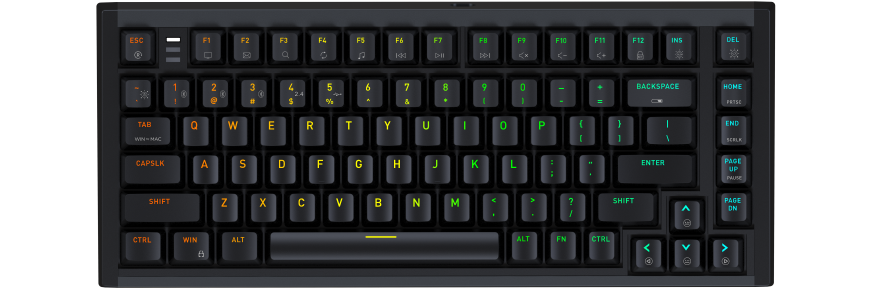 ESC F1 F2 F3 F4 F5 F6 F7 F8 F9 F10 F11 F12 INS DEL
~ 1 2 3 4 2.4 5 6 7 8 9 0 — + BACKSPACE HOME
` ! @ # $ % ^ & * ( ) - = PRTSC
TAB Q W E R T Y U I O P { } | END
WIN MAC [ ] \ SCRLK
CAPSLK A S D F G H J K L : " ENTER PAGE UP
; ' PAUSE
SHIFT Z X C V B N M < > ? SHIFT PAGE DN
, . /
CTRL WIN ALT ALT FN CTRL